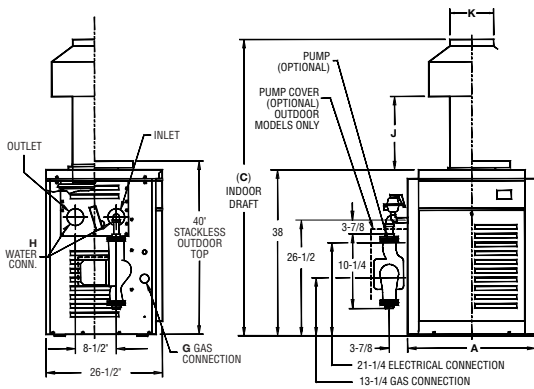 K
PUMP
(OPTIONAL)
PUMP COVER
(OPTIONAL)
OUTDOOR
MODELS ONLY
J
INLET
OUTLET
(C)
INDOOR
DRAFT
40"
STACKLESS
OUTDOOR
TOP
38
3-7/8
26-1/2
10-1/4
H
WATER
CONN.
G GAS
CONNECTION
8-1/2"
26-1/2"
3-7/8
A
21-1/4 ELECTRICAL CONNECTION
13-1/4 GAS CONNECTION